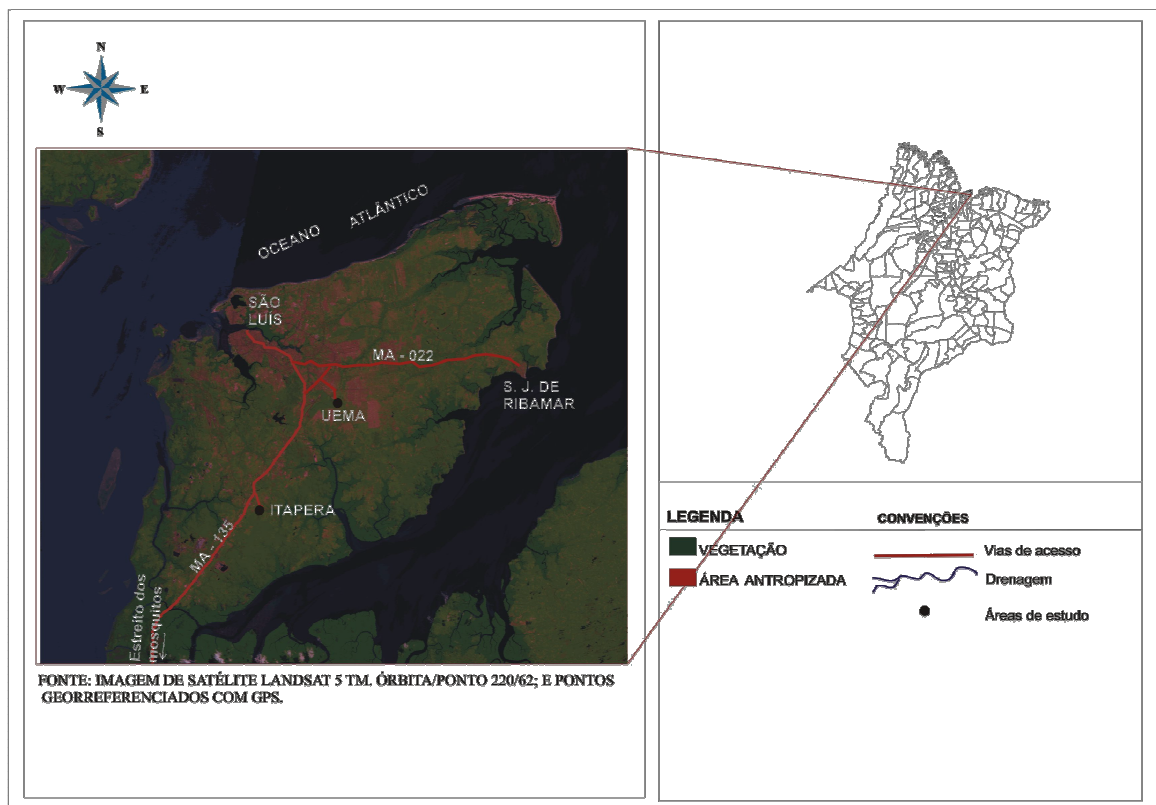 N
W E
S
OCEANO ATLÂNTICO
SÃO
LUÍS
MA - 022
S. J. DE
RIBAMAR
UEMA
ITAPERA
MA - 135
Estreito dos
mosquitos
FONTE: IMAGEM DE SATÉLITE LANDSAT 5 TM. ÓRBITA/PONTO 220/62; E PONTOS
GEORREFERENCIADOS COM GPS.
LEGENDA
VEGETAÇÃO
ÁREA ANTROPIZADA
CONVENÇÕES
Vias de acesso
Drenagem
Áreas de estudo